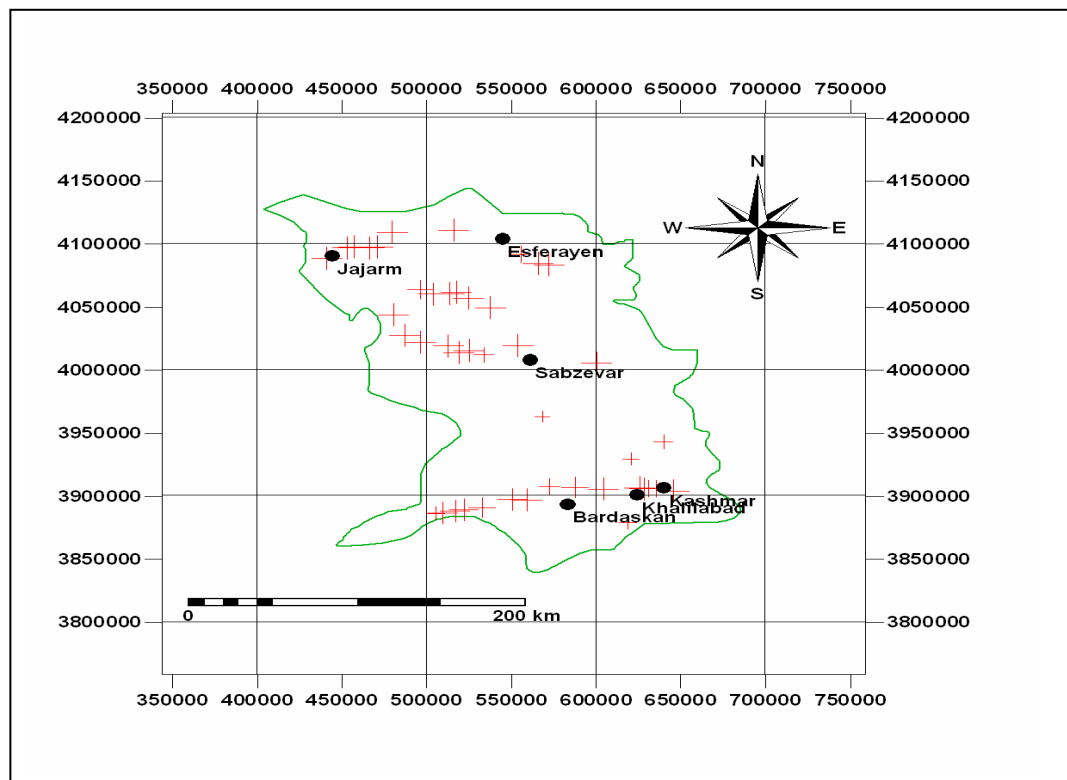 350000 400000 450000 500000 550000 600000 650000 700000 750000
4200000 4200000
4150000 4150000
N
W E
4100000 4100000
Esferayen
Jajarm
S
4050000 4050000
4000000 4000000
Sabzevar
3950000 3950000
3900000 3900000
Kashmar
Khalilabad
Bardaskan
3850000 3850000
0 200 km
3800000 3800000
350000 400000 450000 500000 550000 600000 650000 700000 750000